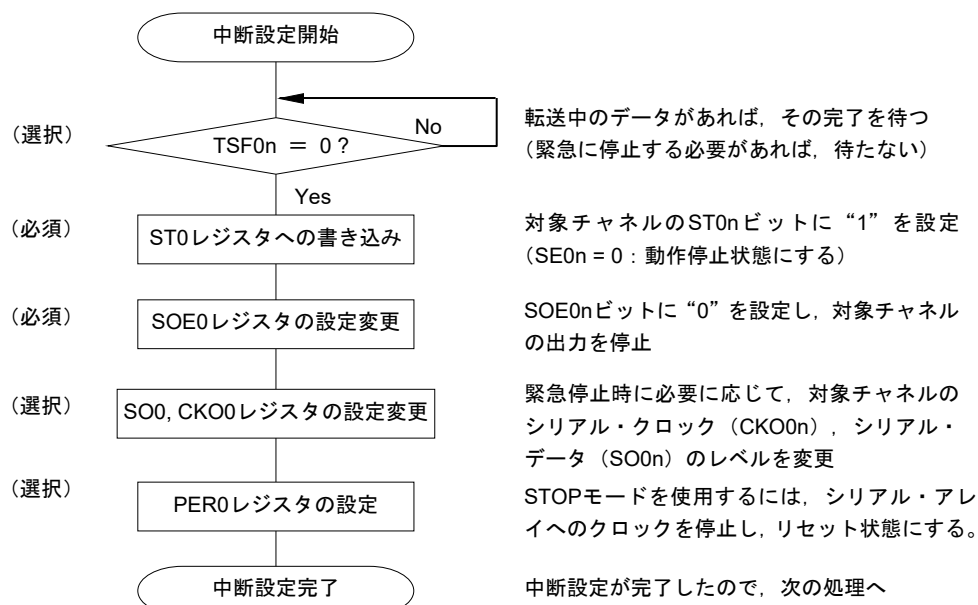 中断設定開始
（選択）
TSF0n ＝ 0？
No
転送中のデータがあれば，その完了を待つ
（緊急に停止する必要があれば，待たない）
Yes
（必須）
ST0レジスタへの書き込み
対象チャネルのST0nビットに“1”を設定
（SE0n = 0：動作停止状態にする）
（必須）
SOE0レジスタの設定変更
SOE0nビットに“0”を設定し，対象チャネル
の出力を停止
（選択）
SO0, CKO0レジスタの設定変更
緊急停止時に必要に応じて，対象チャネルの
シリアル・クロック（CKO0n），シリアル・
データ（SO0n）のレベルを変更
（選択）
PER0レジスタの設定
STOPモードを使用するには，シリアル・アレ
イへのクロックを停止し，リセット状態にする。
中断設定完了
中断設定が完了したので，次の処理へ